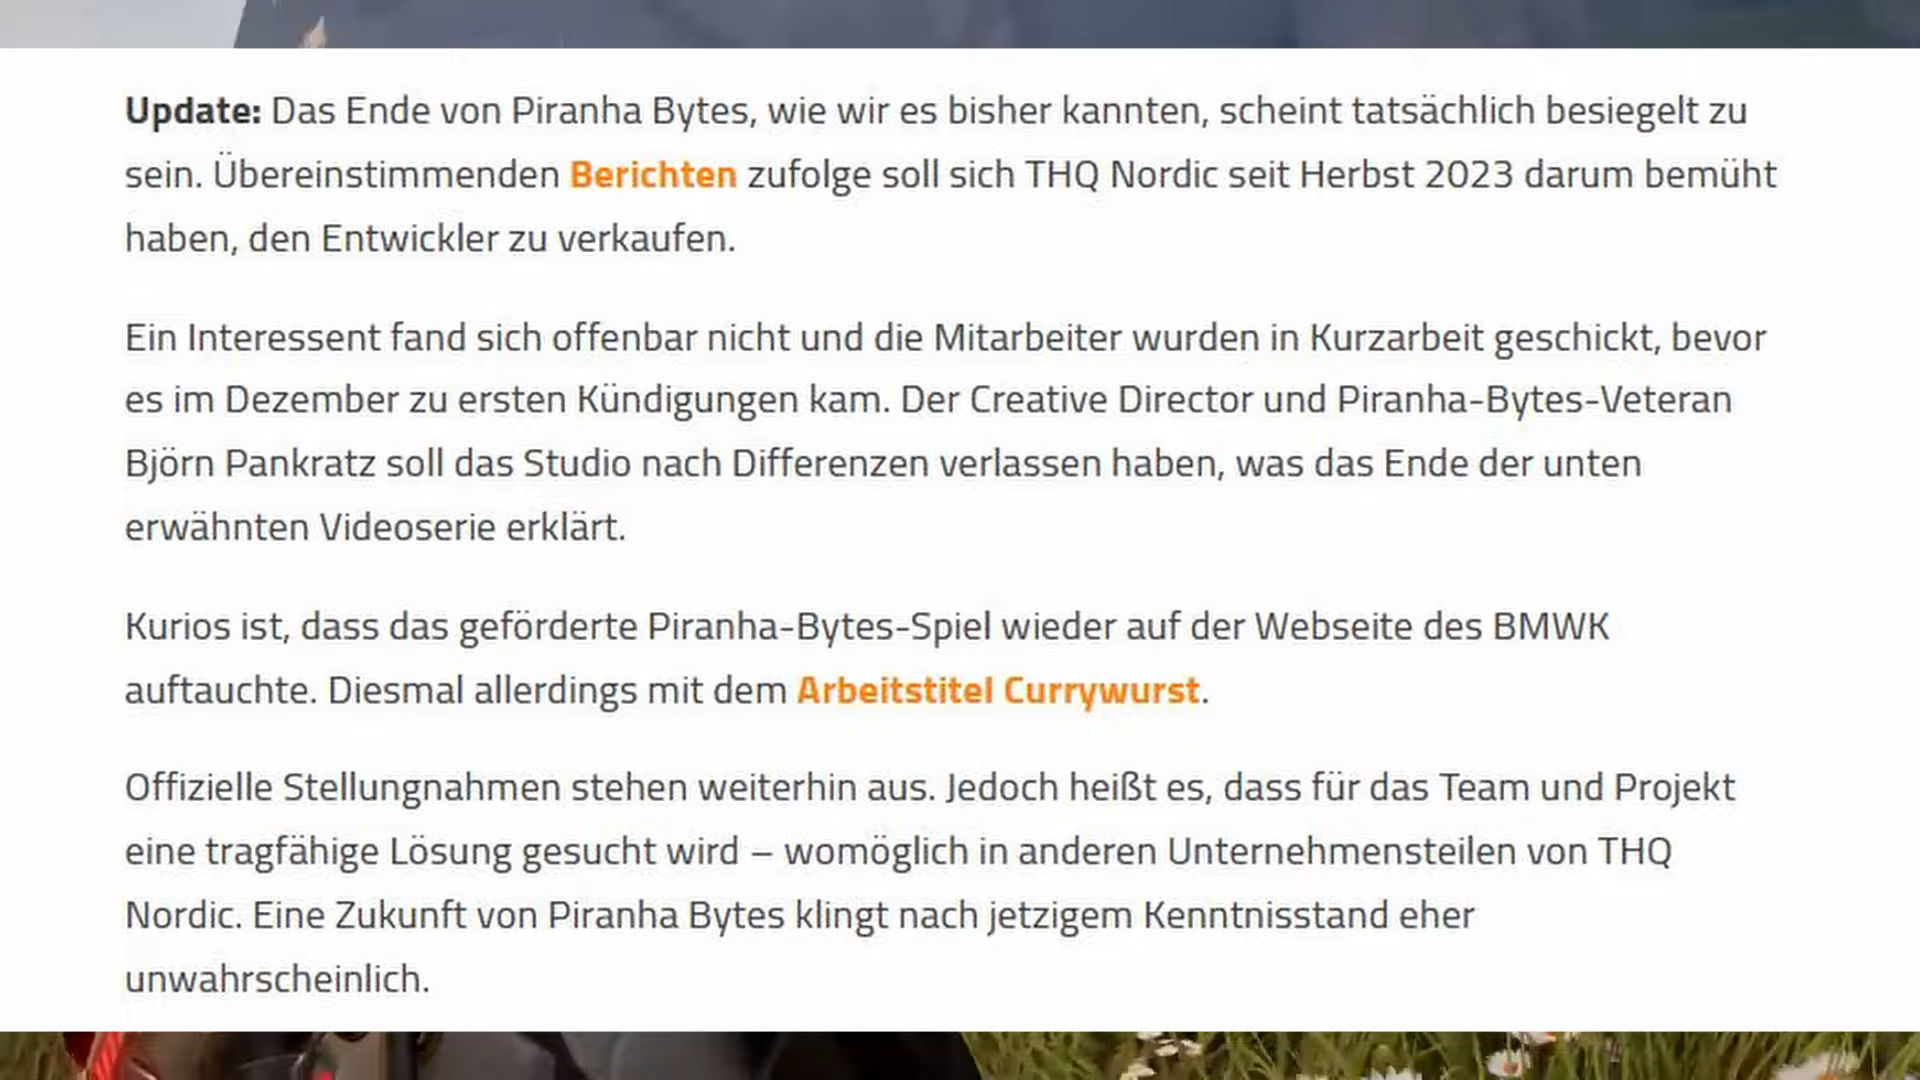 Update: Das Ende von Piranha Bytes, wie wir es bisher kannten, scheint tatsächlich besiegelt zu
sein. Übereinstimmenden Berichten zufolge soll sich THQ Nordic seit Herbst 2023 darum bemüht
haben, den Entwickler zu verkaufen.
Ein Interessent fand sich offenbar nicht und die Mitarbeiter wurden in Kurzarbeit geschickt, bevor
es im Dezember zu ersten Kündigungen kam. Der Creative Director und Piranha-Bytes-Veteran
Björn Pankratz soll das Studio nach Differenzen verlassen haben, was das Ende der unten
erwähnten Videoserie erklärt.
Kurios ist, dass das geförderte Piranha-Bytes-Spiel wieder auf der Webseite des BMWK
auftauchte. Diesmal allerdings mit dem Arbeitstitel Currywurst.
Offizielle Stellungnahmen stehen weiterhin aus. Jedoch heißt es, dass für das Team und Projekt
eine tragfähige Lösung gesucht wird – womöglich in anderen Unternehmensteilen von THQ
Nordic. Eine Zukunft von Piranha Bytes klingt nach jetzigem Kenntnisstand eher
unwahrscheinlich.